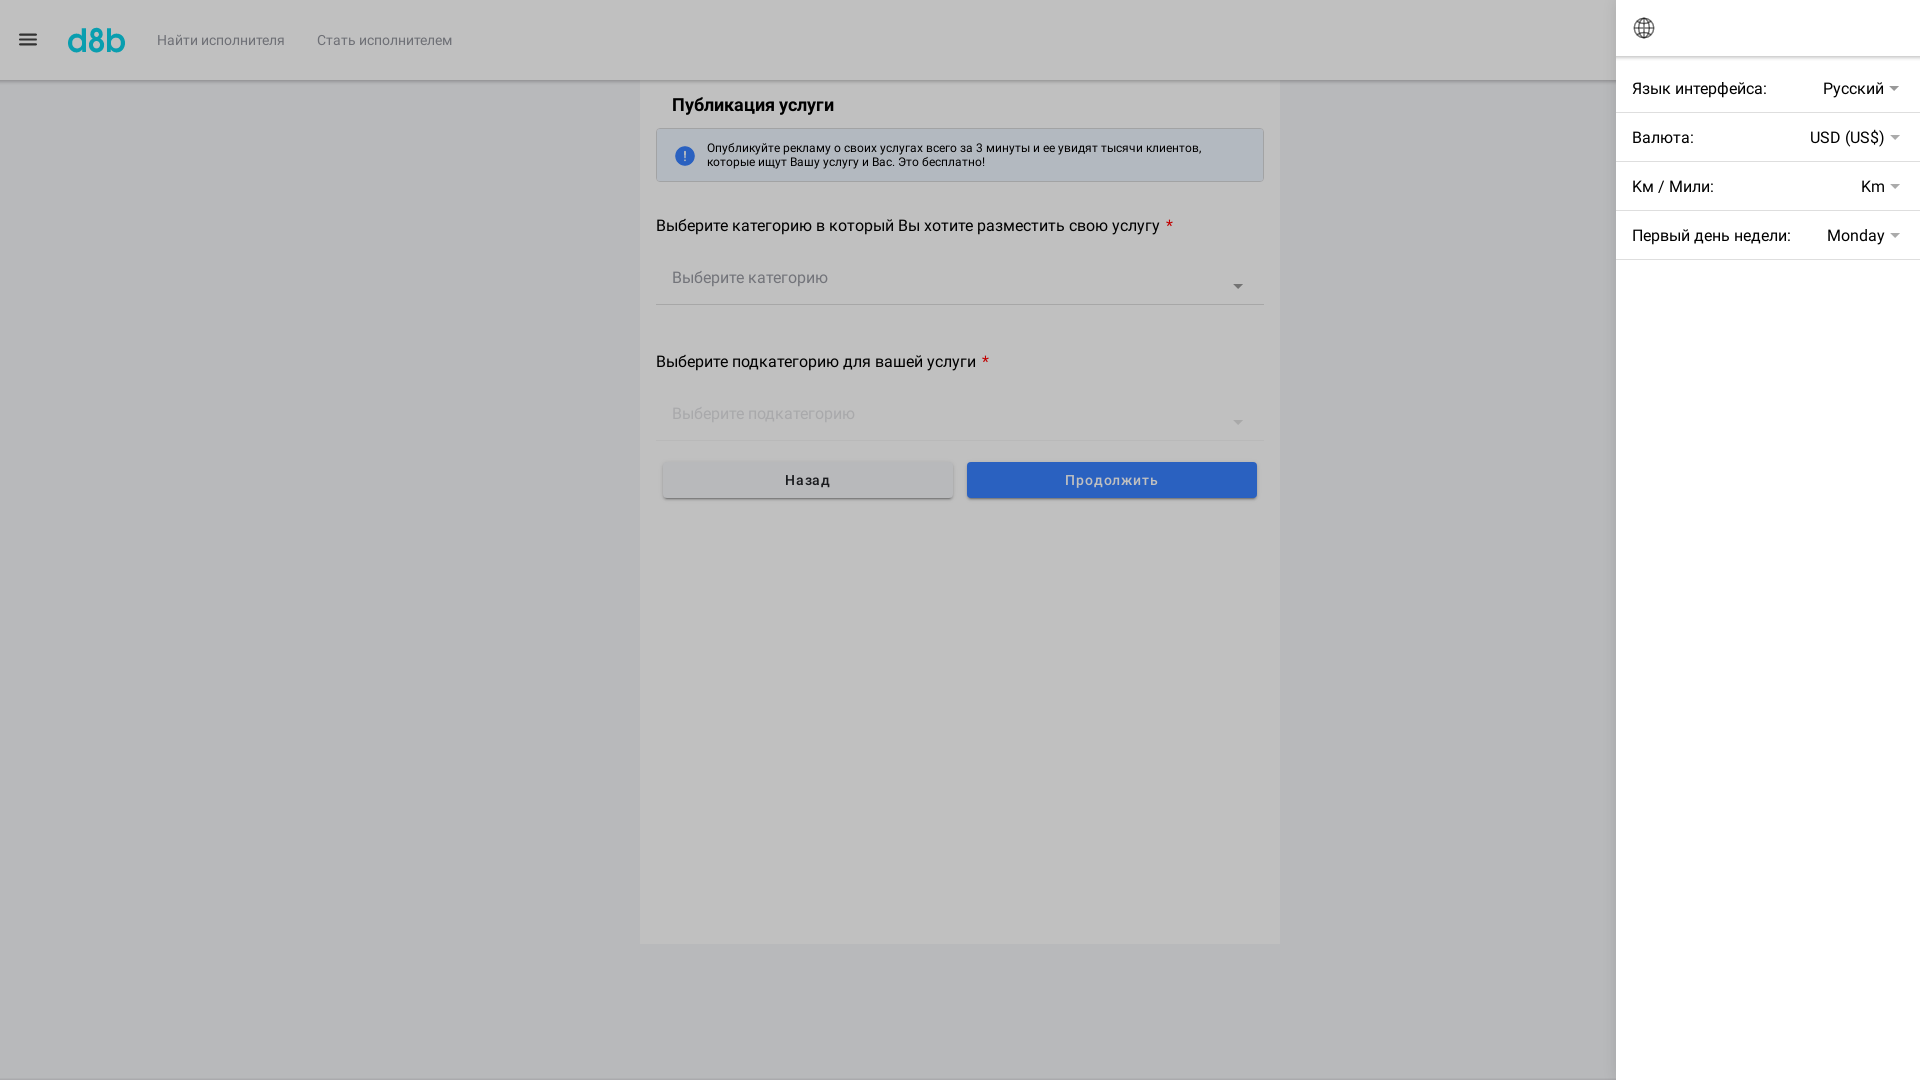 d8b
Найти исполнителя
Стать исполнителем
Публикация услуги
Опубликуйте рекламу о своих услугах всего за 3 минуты и ее увидят тысячи клиентов,
которые ищут Вашу услугу и Вас. Это бесплатно!
Выберите категорию в который Вы хотите разместить свою услугу *
Выберите категорию
Выберите подкатегорию для вашей услуги *
Выберите подкатегорию
Назад
Продолжить
Язык интерфейса: Русский
Валюта: USD (US$)
Км / Мили: Km
Первый день недели: Monday